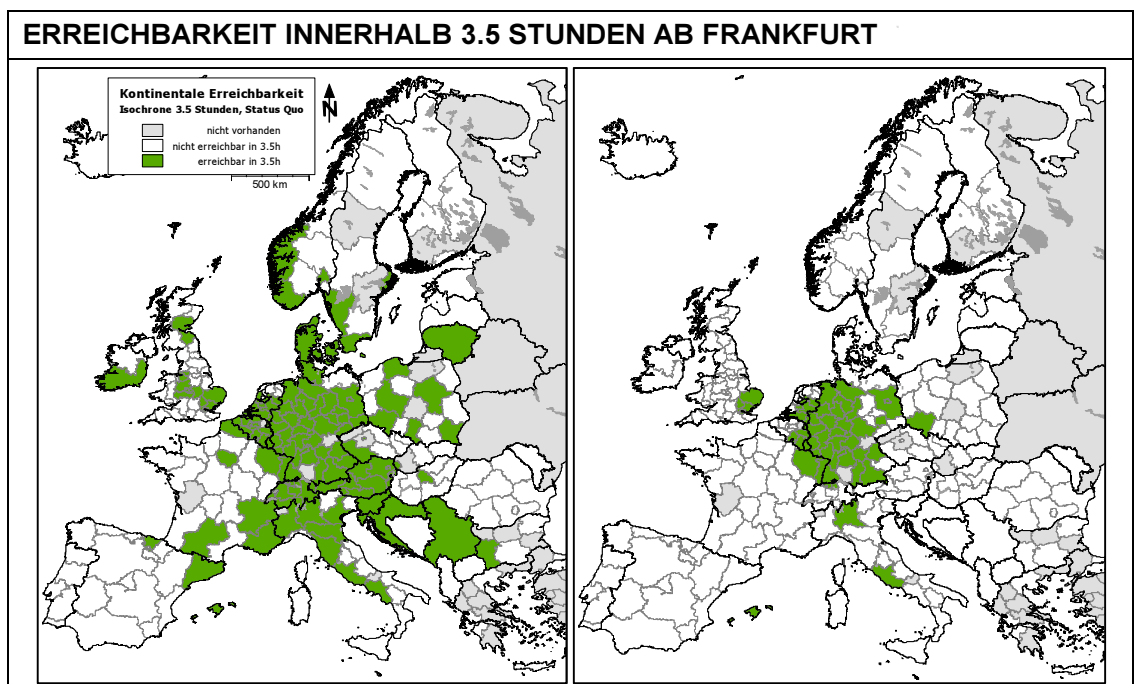 ERREICHBARKEIT INNERHALB 3.5 STUNDEN AB FRANKFURT
Kontinentale Erreichbarkeit
Isochrone 3.5 Stunden, Status Quo
nicht vorhanden
nicht erreichbar in 3.5h
erreichbar in 3.5h
N
500 km